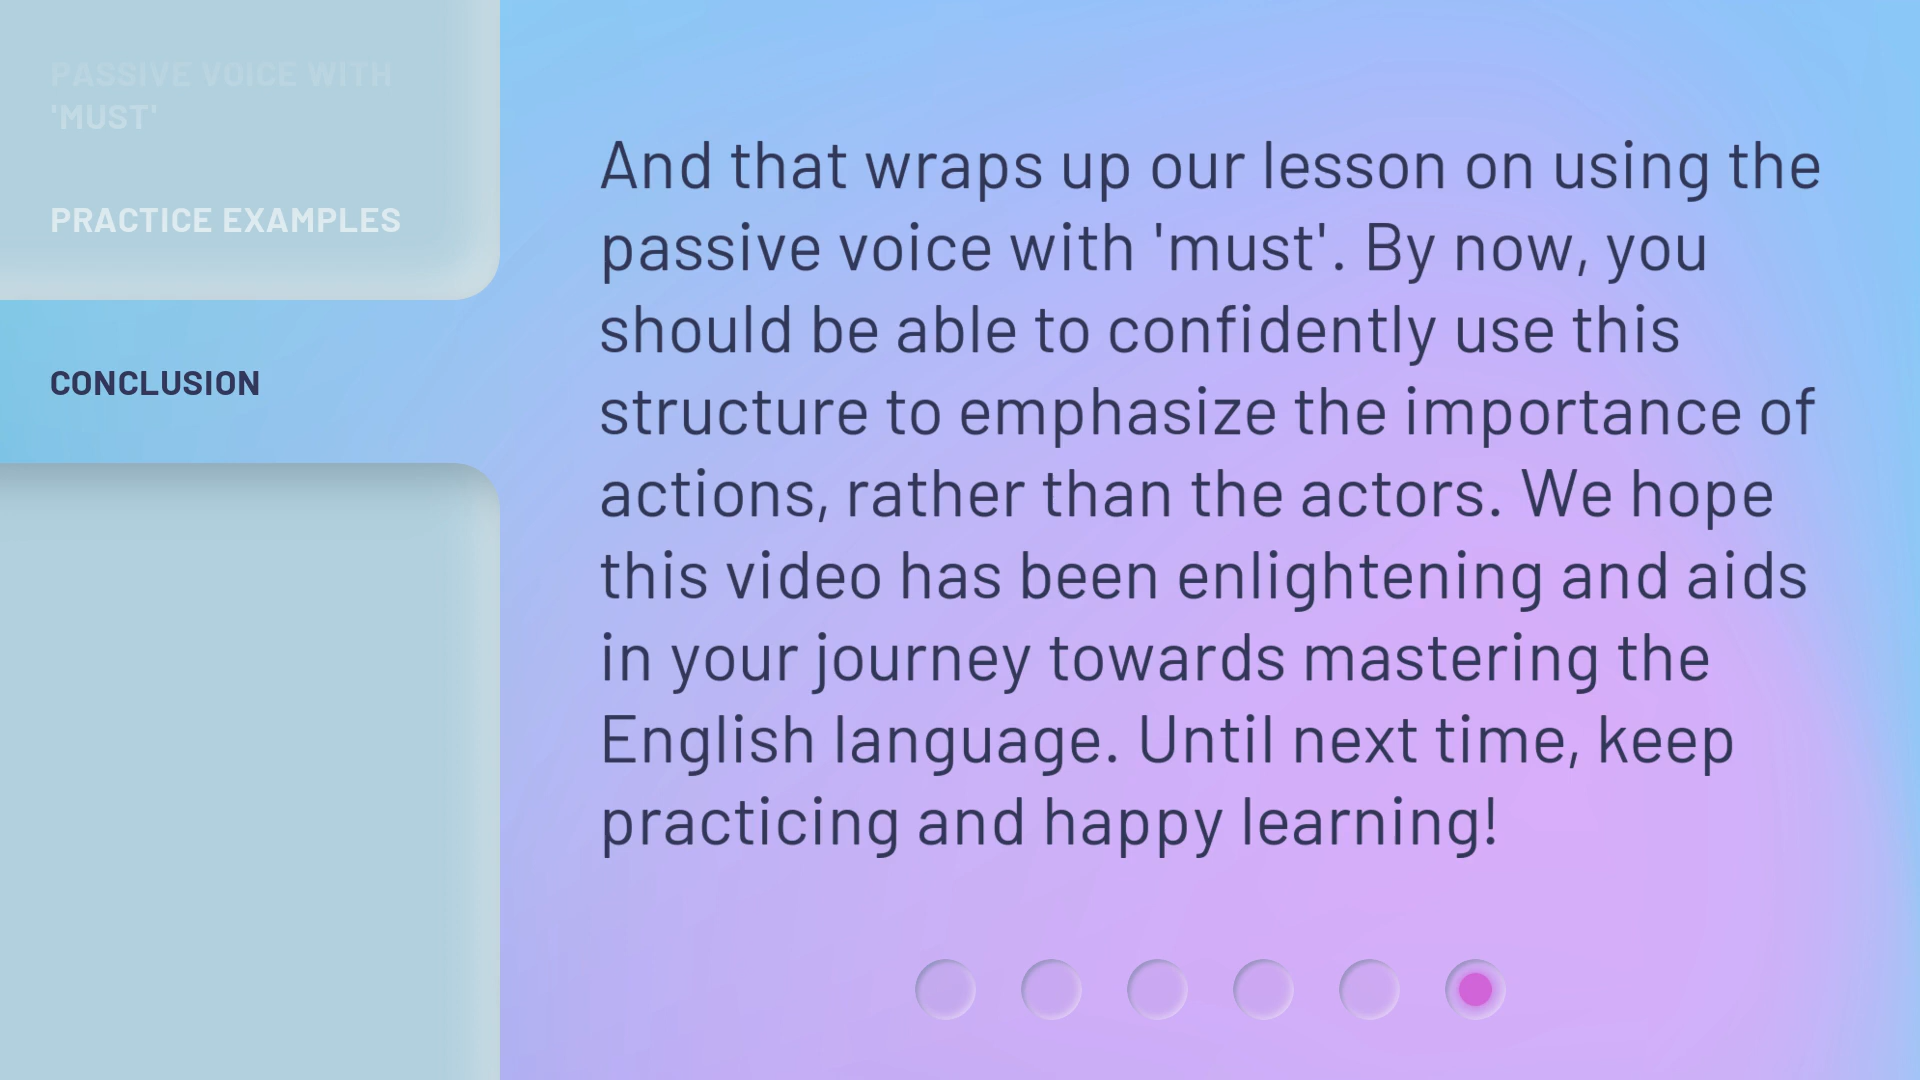 PASSIVE VOICE WITH
'MUST'
PRACTICE EXAMPLES
CONCLUSION
And that wraps up our lesson on using the
passive voice with 'must'. By now, you
should be able to confidently use this
structure to emphasize the importance of
actions, rather than the actors. We hope
this video has been enlightening and aids
in your journey towards mastering the
English language. Until next time, keep
practicing and happy learning!